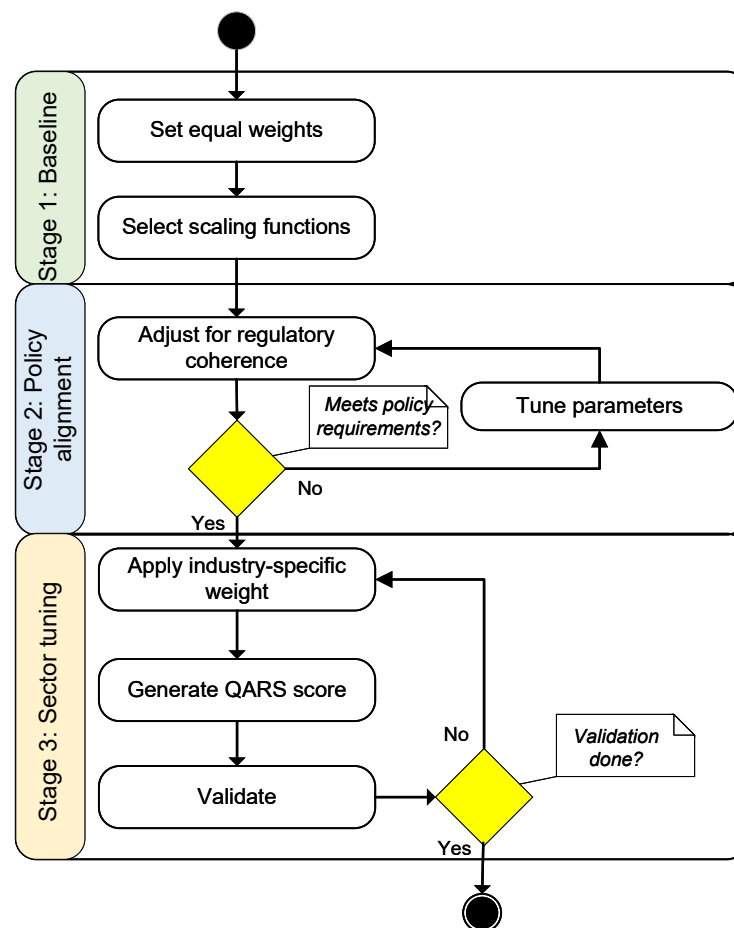 Stage 1: Baseline
Set equal weights
Select scaling functions
Stage 2: Policy
alignment
Adjust for regulatory
coherence
Meets policy
requirements?
Tune parameters
No
Yes
Stage 3: Sector tuning
Apply industry-specific
weight
Generate QARS score
No
Validation
done?
Validate
Yes